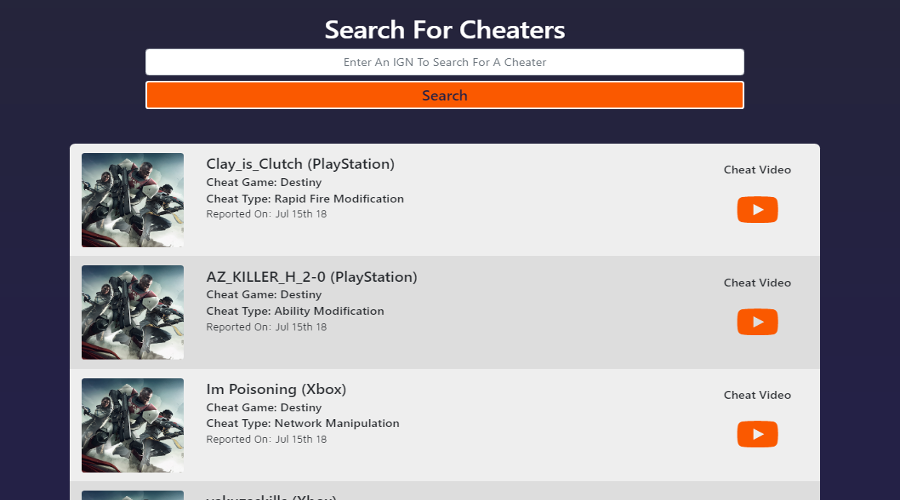 Search For Cheaters
Enter An IGN To Search For A Cheater
Search
Clay_is_Clutch (PlayStation)
Cheat Game: Destiny
Cheat Type: Rapid Fire Modification
Reported On: Jul 15th 18
Cheat Video
AZ_KILLER_H_2-0 (PlayStation)
Cheat Game: Destiny
Cheat Type: Ability Modification
Reported On: Jul 15th 18
Cheat Video
Im Poisoning (Xbox)
Cheat Game: Destiny
Cheat Type: Network Manipulation
Reported On: Jul 15th 18
Cheat Video
(Xbox)